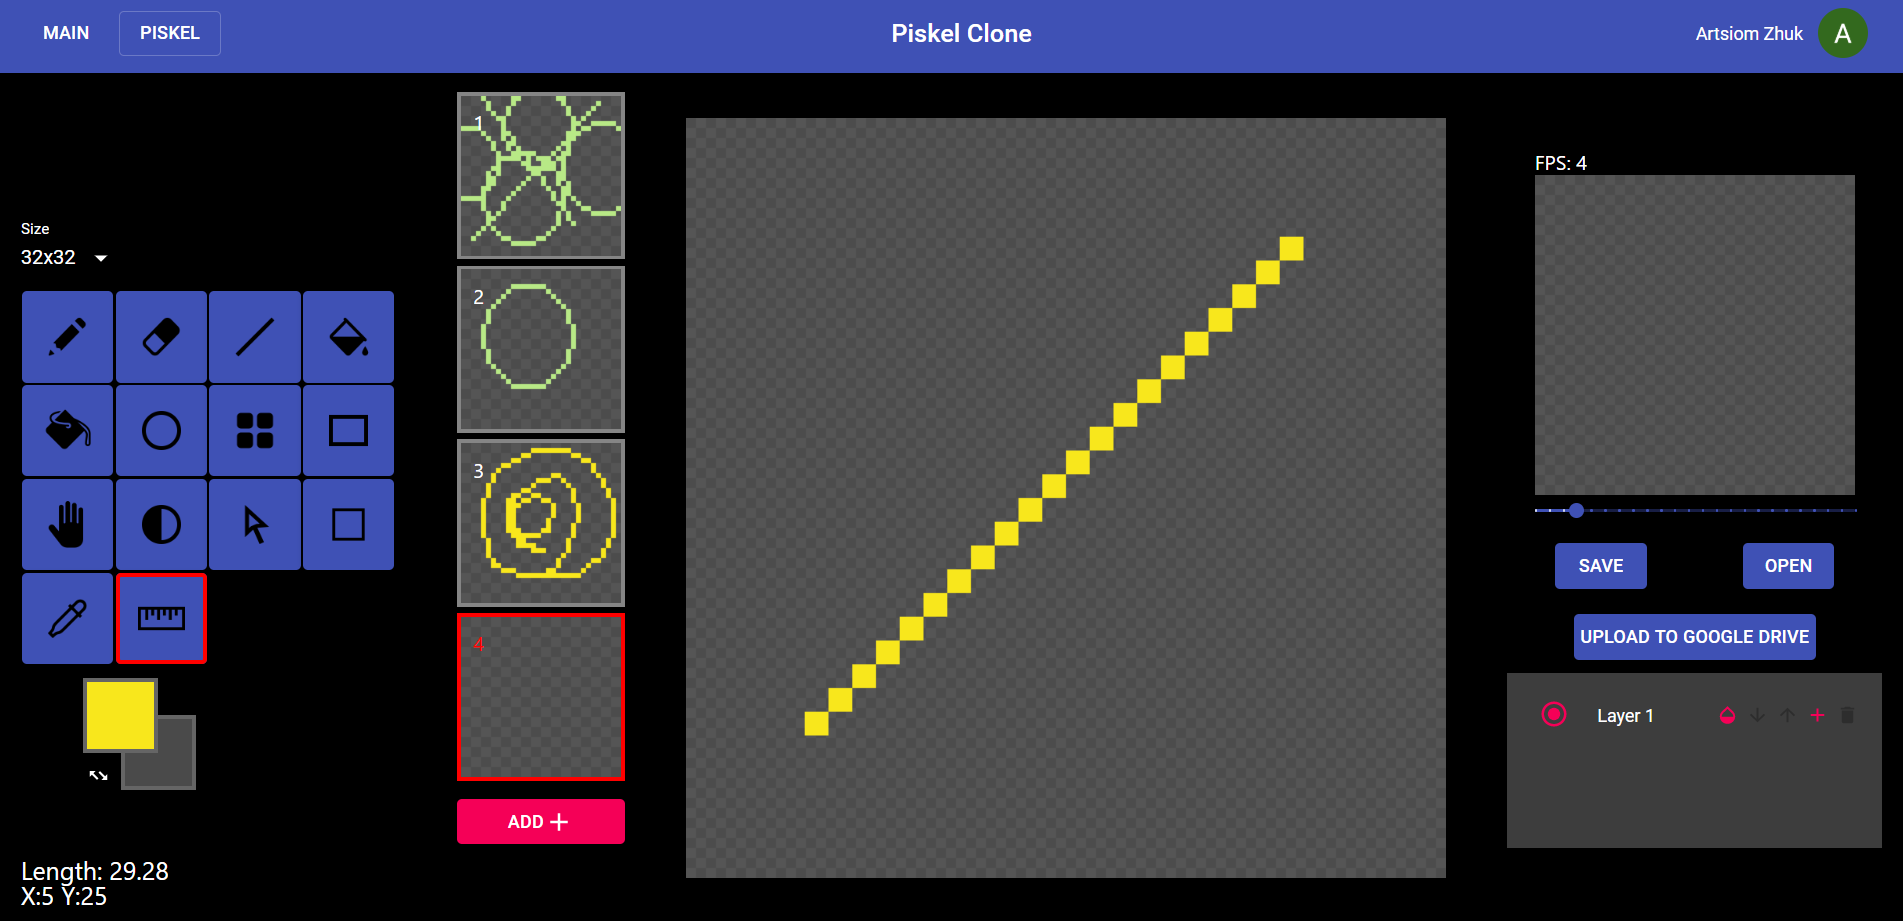 MAIN
PISKEL
Piskel Clone
Artsiom Zhuk
A
Size
32x32
1
2
3
4
ADD
FPS: 4
SAVE
OPEN
UPLOAD TO GOOGLE DRIVE
Layer 1
Length: 29.28
X:5 Y:25